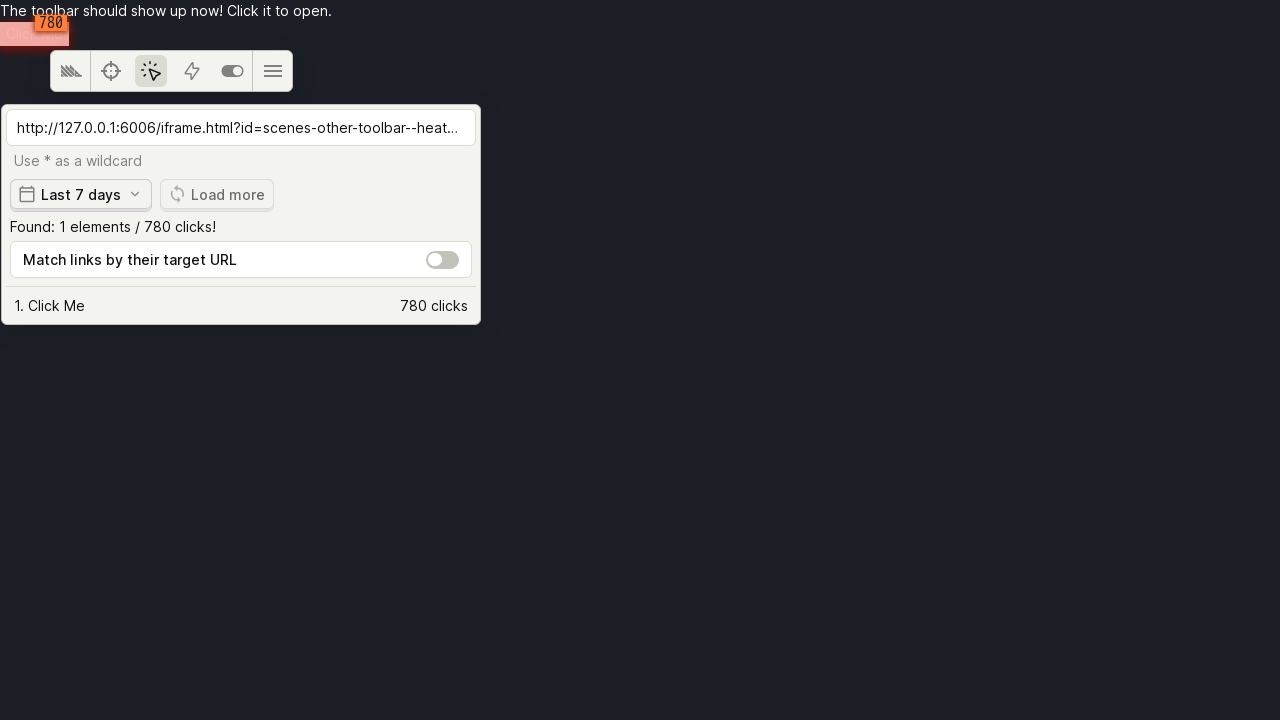 The toolbar should show up now! Click it to open.
780
Click Me
http://127.0.0.1:6006/iframe.html?id=scenes-other-toolbar--heat...
Use * as a wildcard
Last 7 days
Load more
Found: 1 elements / 780 clicks!
Match links by their target URL
1. Click Me 780 clicks